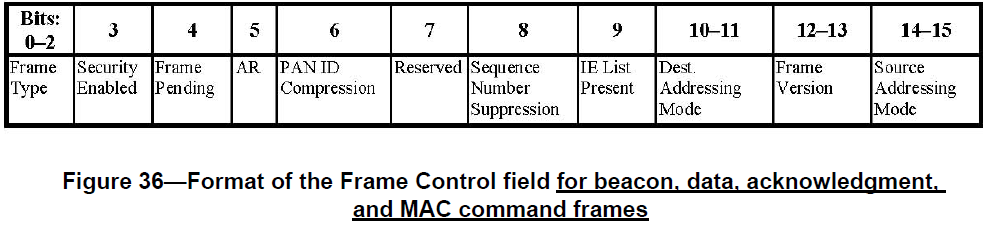 Bits: 0–2 3 4 5 6 7 8 9 10–11 12–13 14–15
Frame Type Security Enabled Frame Pending AR PAN ID Compression Reserved Sequence Number Suppression IE List Present Dest. Addressing Mode Frame Version Source Addressing Mode
Figure 36—Format of the Frame Control field for beacon, data, acknowledgment,
and MAC command frames